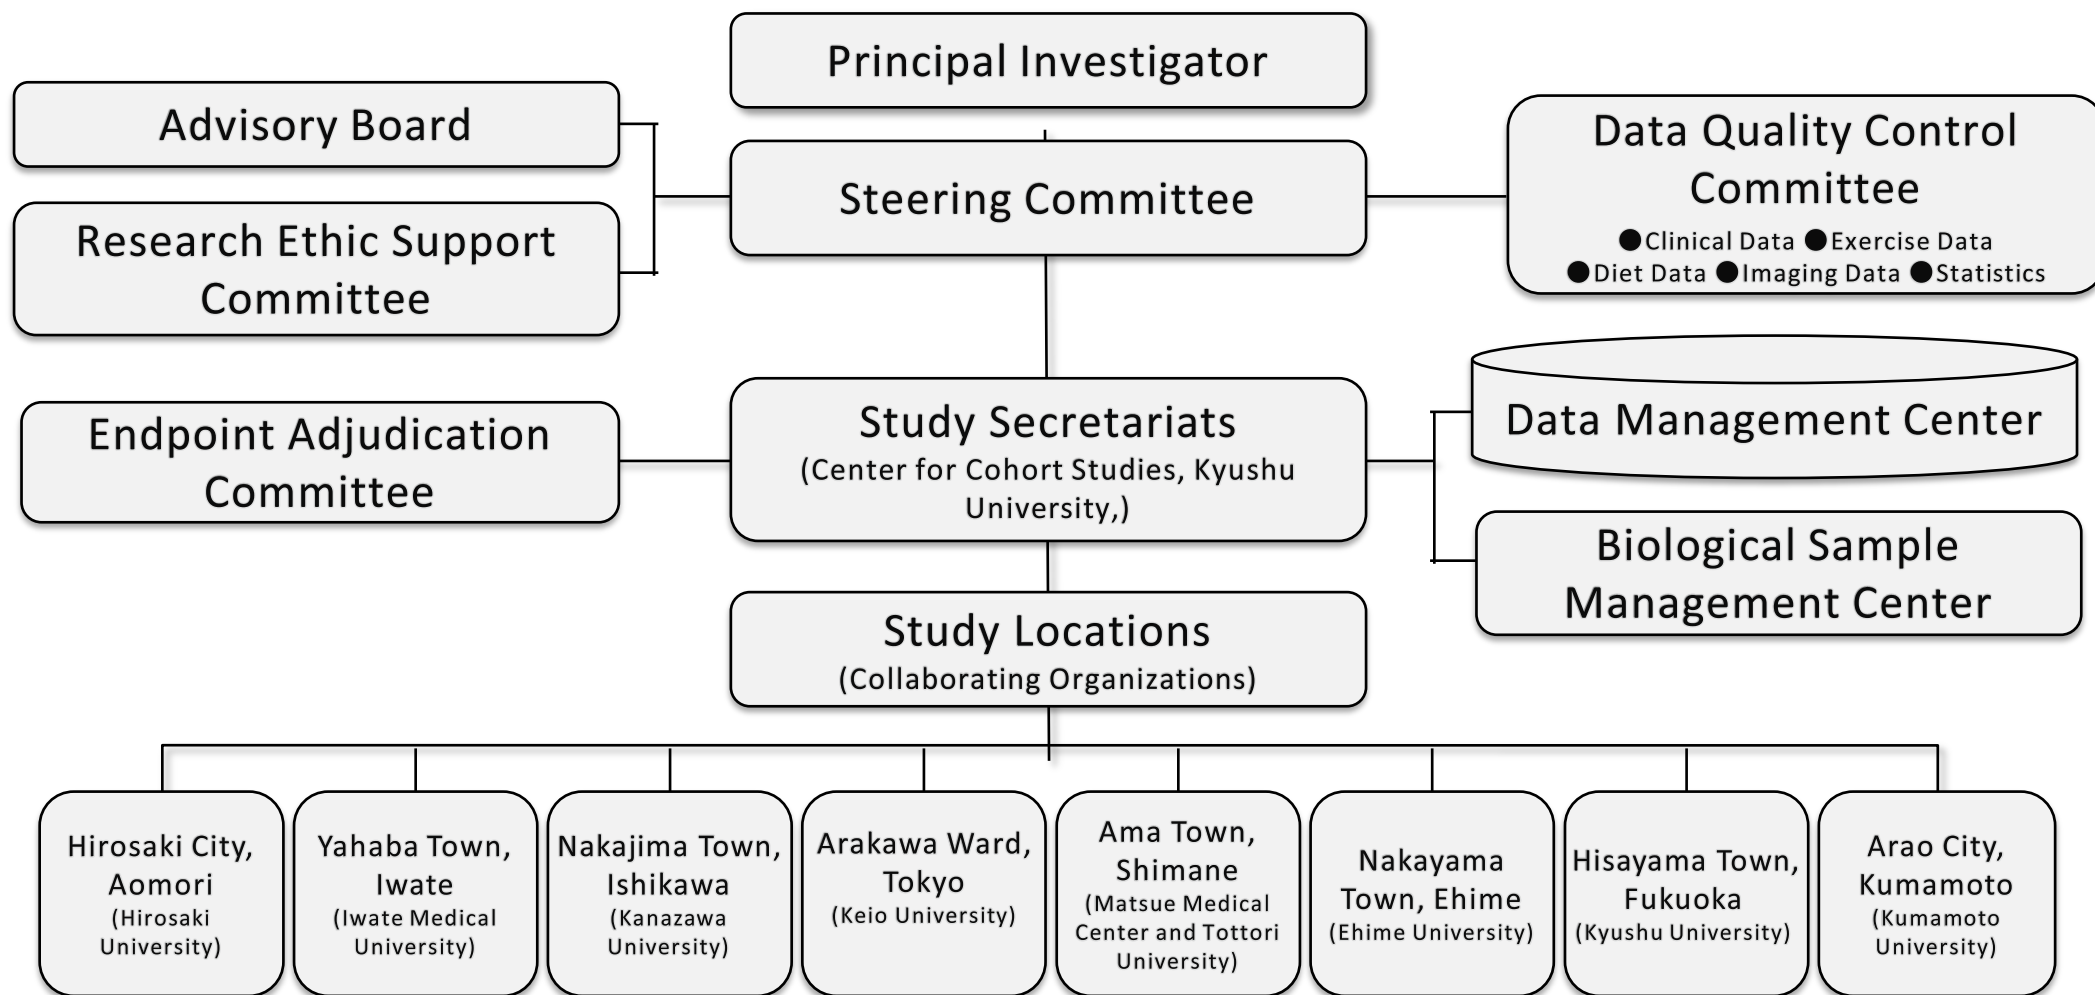 Principal Investigator
Advisory Board
Research Ethic Support
Committee
Steering Committee
Data Quality Control
Committee
●Clinical Data ●Exercise Data
●Diet Data ●Imaging Data ●Statistics
Endpoint Adjudication
Committee
Study Secretariats
(Center for Cohort Studies, Kyushu
University,)
Data Management Center
Biological Sample
Management Center
Study Locations
(Collaborating Organizations)
Hirosaki City,
Aomori
(Hirosaki
University)
Yahaba Town,
Iwate
(Iwate Medical
University)
Nakajima Town,
Ishikawa
(Kanazawa
University)
Arakawa Ward,
Tokyo
(Keio University)
Ama Town,
Shimane
(Matsue Medical
Center and Tottori
University)
Nakayama
Town, Ehime
(Ehime University)
Hisayama Town,
Fukuoka
(Kyushu University)
Arao City,
Kumamoto
(Kumamoto
University)